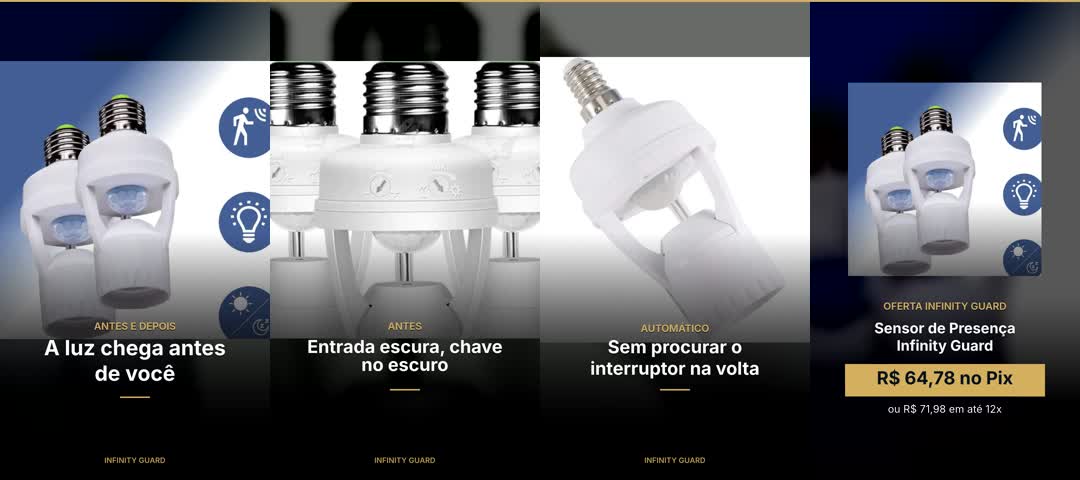 ANTES E DEPOIS
A luz chega antes
de você
INFINITY GUARD
ANTES
Entrada escura, chave
no escuro
INFINITY GUARD
AUTOMÁTICO
Sem procurar o
interruptor na volta
INFINITY GUARD
OFERTA INFINITY GUARD
Sensor de Presença
Infinity Guard
R$ 64,78 no Pix
ou R$ 71,98 em até 12x